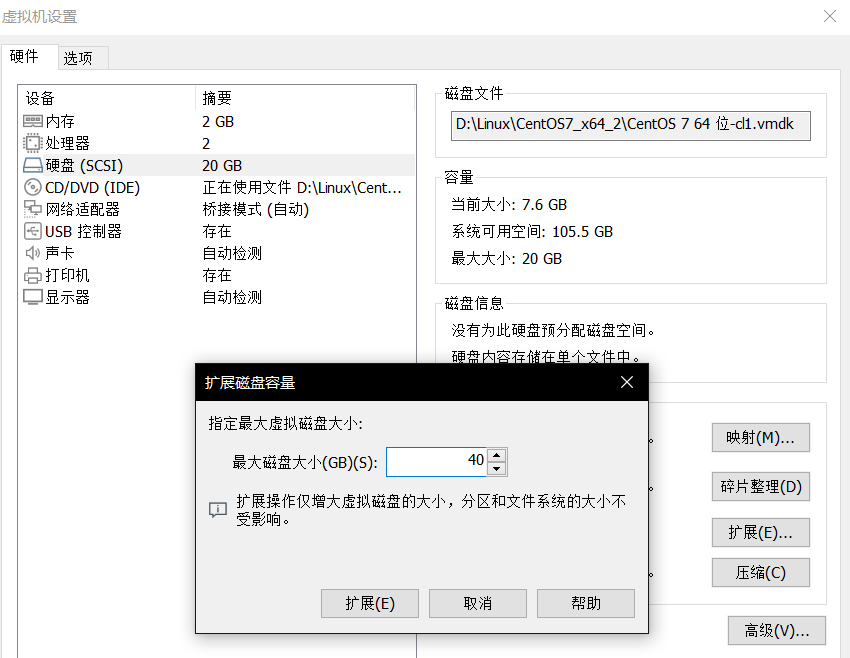 虚拟机设置
硬件 选项
设备 摘要
内存 2 GB
处理器 2
硬盘 (SCSI) 20 GB
CD/DVD (IDE) 正在使用文件 D:\Linux\Cent...
网络适配器 桥接模式 (自动)
USB 控制器 存在
声卡 自动检测
打印机 存在
显示器 自动检测
磁盘文件
D:\Linux\CentOS7_x64_2\CentOS 7 64 位-cl1.vmdk
容量
当前大小: 7.6 GB
系统可用空间: 105.5 GB
最大大小: 20 GB
磁盘信息
没有为此硬盘预分配磁盘空间。
硬盘内容存储在单个文件中。
扩展磁盘容量
指定最大虚拟磁盘大小:
最大磁盘大小(GB)(S): 40
扩展操作仅增大虚拟磁盘的大小，分区和文件系统的大小不
受影响。
扩展(E) 取消 帮助
映射(M)...
碎片整理(D)
扩展(E)...
压缩(C)
高级(V)...